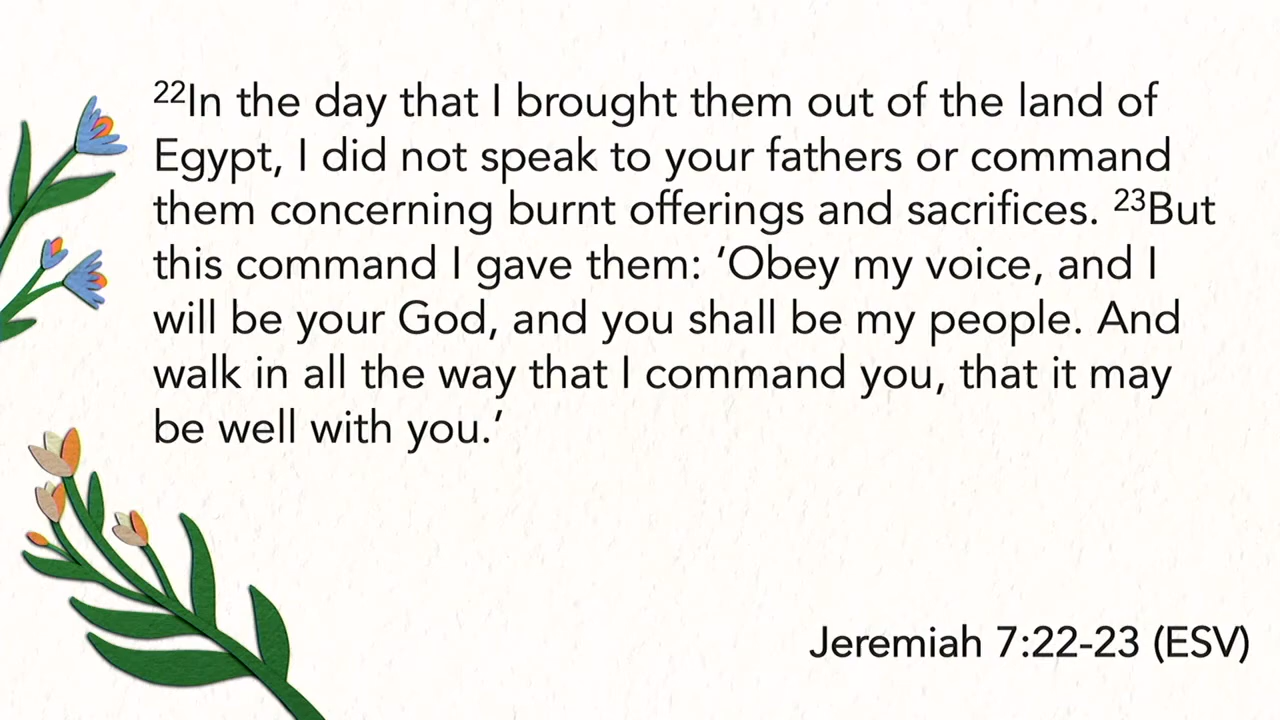 ²²In the day that I brought them out of the land of
Egypt, I did not speak to your fathers or command
them concerning burnt offerings and sacrifices. ²³But
this command I gave them: ‘Obey my voice, and I
will be your God, and you shall be my people. And
walk in all the way that I command you, that it may
be well with you.’
Jeremiah 7:22-23 (ESV)